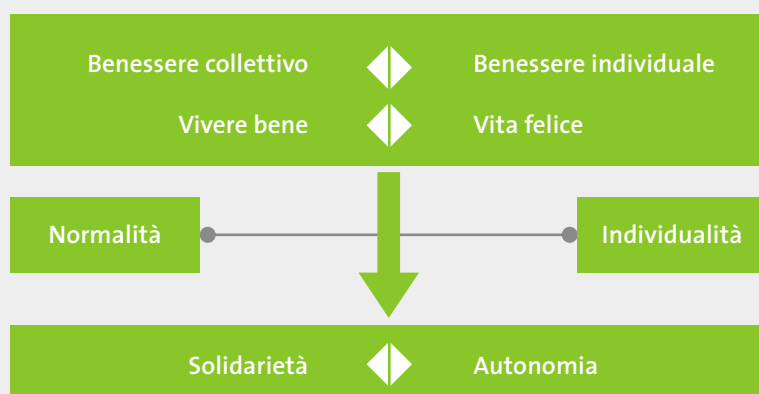 Benessere collettivo Benessere individuale
Vivere bene Vita felice
Normalità Individualità
Solidarietà Autonomia